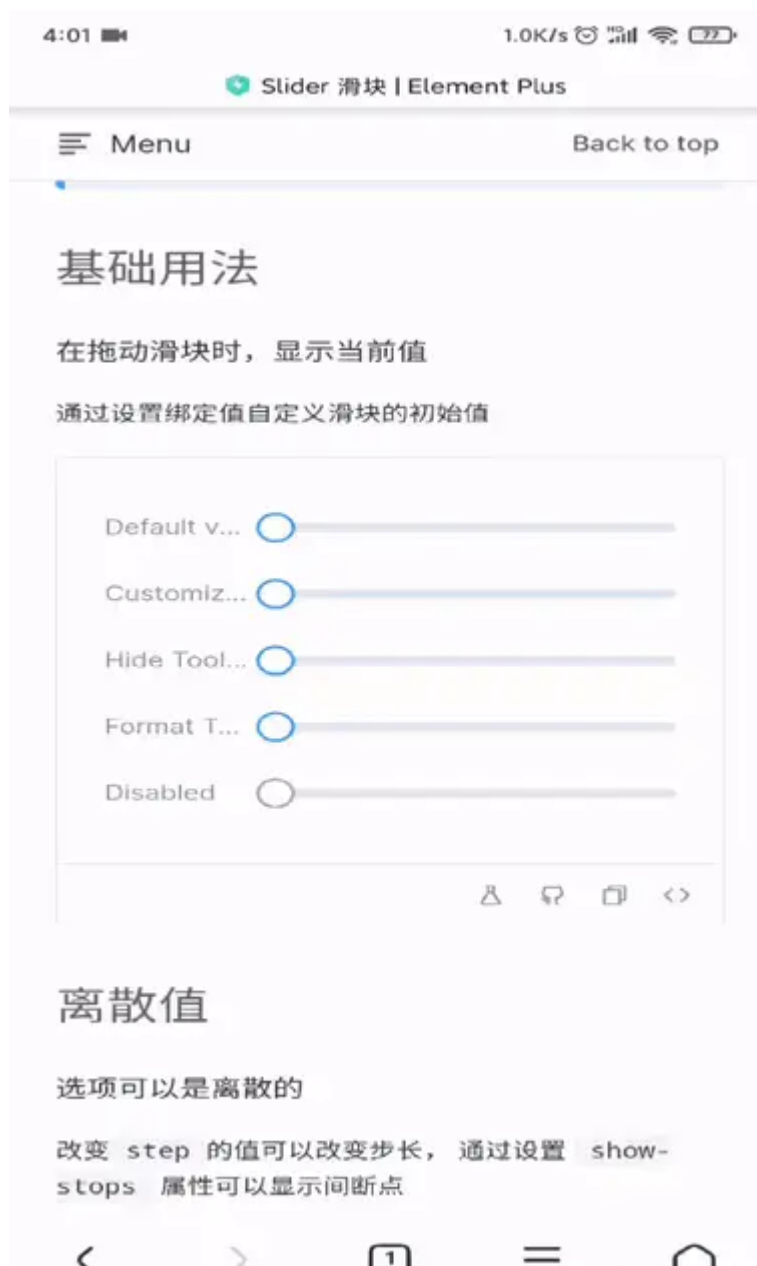 4:01
1.0K/s
77
Slider 滑块 | Element Plus
Menu
Back to top
基础用法
在拖动滑块时，显示当前值
通过设置绑定值自定义滑块的初始值
Default v...
Customiz...
Hide Tool...
Format T...
Disabled
离散值
选项可以是离散的
改变 step 的值可以改变步长， 通过设置 show-
stops 属性可以显示间断点
1